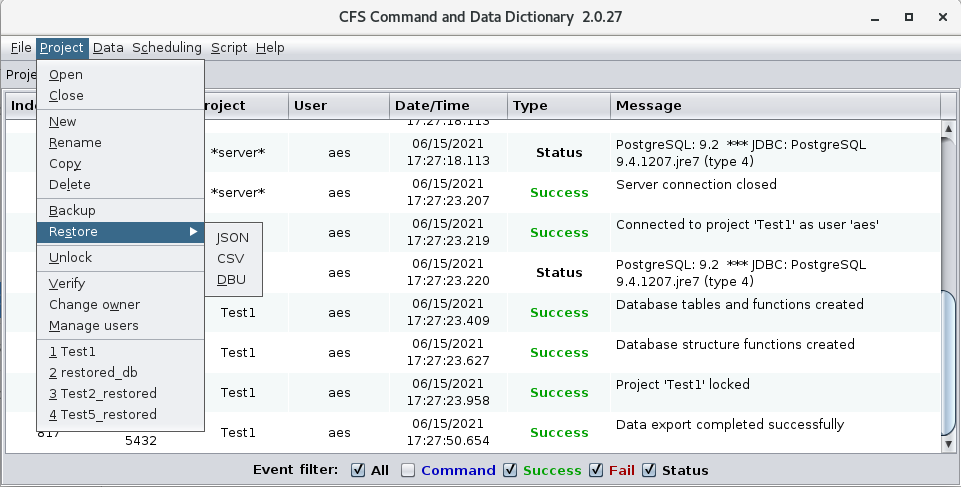 CFS Command and Data Dictionary 2.0.27
File Project Data Scheduling Script Help
Proje
Open
Close
New
Rename
Copy
Delete
Backup
Restore
JSON
CSV
DBU
Unlock
Verify
Change owner
Manage users
1 Test1
2 restored_db
3 Test2_restored
4 Test5_restored
Ind roject User Date/Time Type Message
17:27:18.113
*server* aes 06/15/2021 17:27:18.113 Status PostgreSQL: 9.2 *** JDBC: PostgreSQL
9.4.1207.jre7 (type 4)
*server* aes 06/15/2021 17:27:23.207 Success Server connection closed
aes 06/15/2021 17:27:23.219 Success Connected to project 'Test1' as user 'aes'
aes 06/15/2021 17:27:23.220 Status PostgreSQL: 9.2 *** JDBC: PostgreSQL
9.4.1207.jre7 (type 4)
Test1 aes 06/15/2021 17:27:23.409 Success Database tables and functions created
Test1 aes 06/15/2021 17:27:23.627 Success Database structure functions created
Test1 aes 06/15/2021 17:27:23.958 Success Project 'Test1' locked
817 5432 Test1 aes 06/15/2021 17:27:50.654 Success Data export completed successfully
Event filter: All Command Success Fail Status